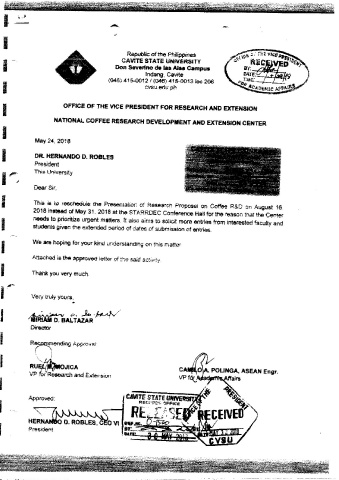 Republic of the Philippines
CAVITE STATE UNIVERSITY
Don Severino de las Alas Campus
Indang, Cavite
(046) 415-0012 / (046) 415-0013 loc 206
cvsu.edu.ph
OFFICE OF THE VICE PRESIDENT
RECEIVED
BY:
DATE:
TIME:
FOR ACADEMIC AFFAIRS
OFFICE OF THE VICE PRESIDENT FOR RESEARCH AND EXTENSION
NATIONAL COFFEE RESEARCH DEVELOPMENT AND EXTENSION CENTER
May 24, 2018
DR. HERNANDO D. ROBLES
President
This University
Dear Sir,
This is to reschedule the Presentation of Research Proposal on Coffee R&D on August 16,
2018 instead of May 31, 2018 at the STARRDEC Conference Hall for the reason that the Center
needs to prioritize urgent matters. It also aims to solicit more entries from interested faculty and
students given the extended period of dates of submission of entries.
We are hoping for your kind understanding on this matter.
Attached is the approved letter of the said activity.
Thank you very much.
Very truly yours,
MIRIAM D. BALTAZAR
Director
Recommending Approval:
RUEL M. MOJICA
VP for Research and Extension
CAMILO A. POLINGA, ASEAN Engr.
VP for Academic Affairs
Approved:
HERNANDO D. ROBLES, CEO VI
President
CAVITE STATE UNIVERSITY
RECORDS OFFICE
RELEASED
BY:
DATE: 30 MAY 2018
OFFICE OF THE PRESIDENT
RECEIVED
CVSU